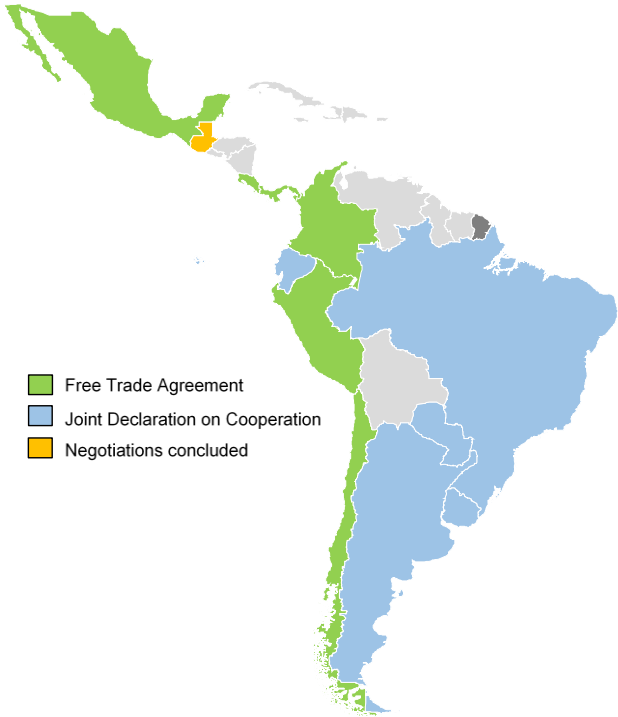 Free Trade Agreement
Joint Declaration on Cooperation
Negotiations concluded